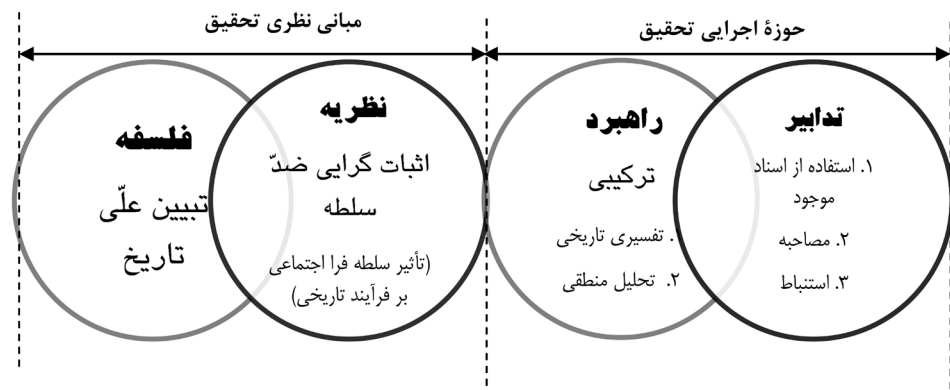 حوزۀ اجرایی تحقیق
مبانی نظری تحقیق
تدابیر
۱. استفاده از اسناد
موجود
۲. مصاحبه
۳. استنباط
راهبرد
ترکیبی
۱. تفسیری تاریخی
۲. تحلیل منطقی
نظریه
اثبات گرایی ضدّ
سلطه
(تأثیر سلطه فرا اجتماعی
بر فرآیند تاریخی)
فلسفه
تبیین علّی
تاریخ